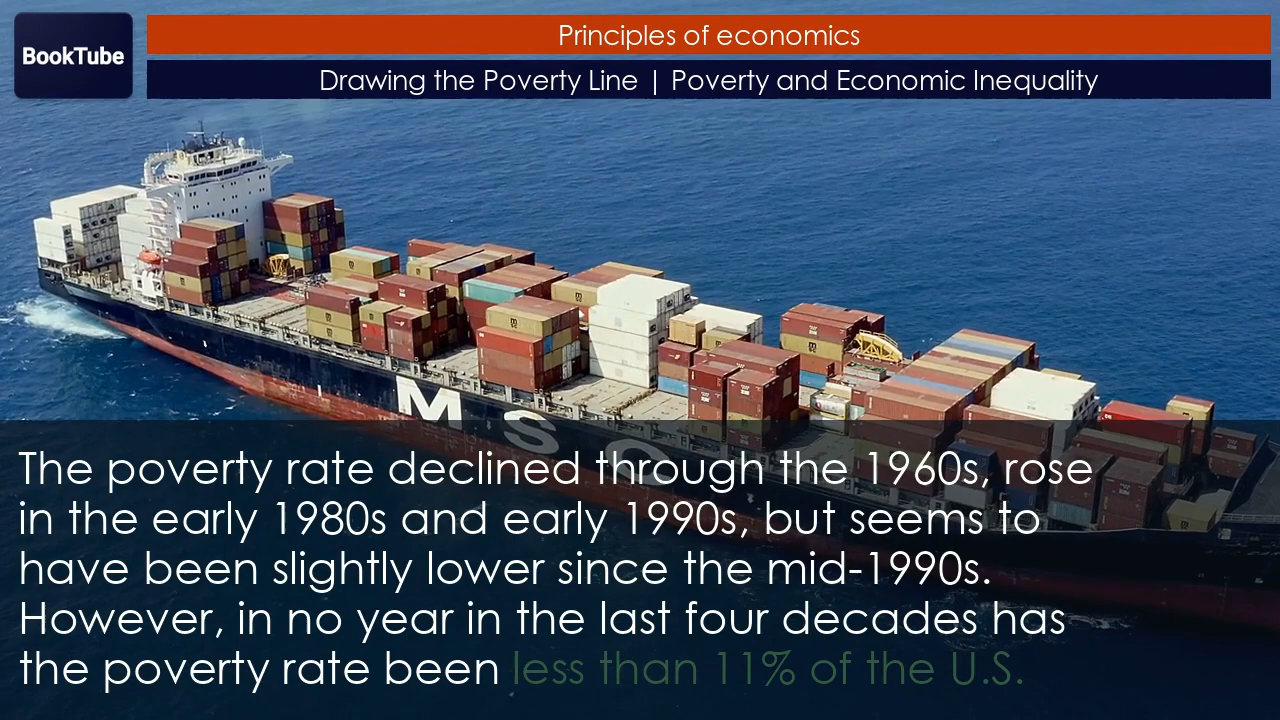 BookTube
Principles of economics
Drawing the Poverty Line | Poverty and Economic Inequality
MSC
The poverty rate declined through the 1960s, rose
in the early 1980s and early 1990s, but seems to
have been slightly lower since the mid-1990s.
However, in no year in the last four decades has
the poverty rate been less than 11% of the U.S.